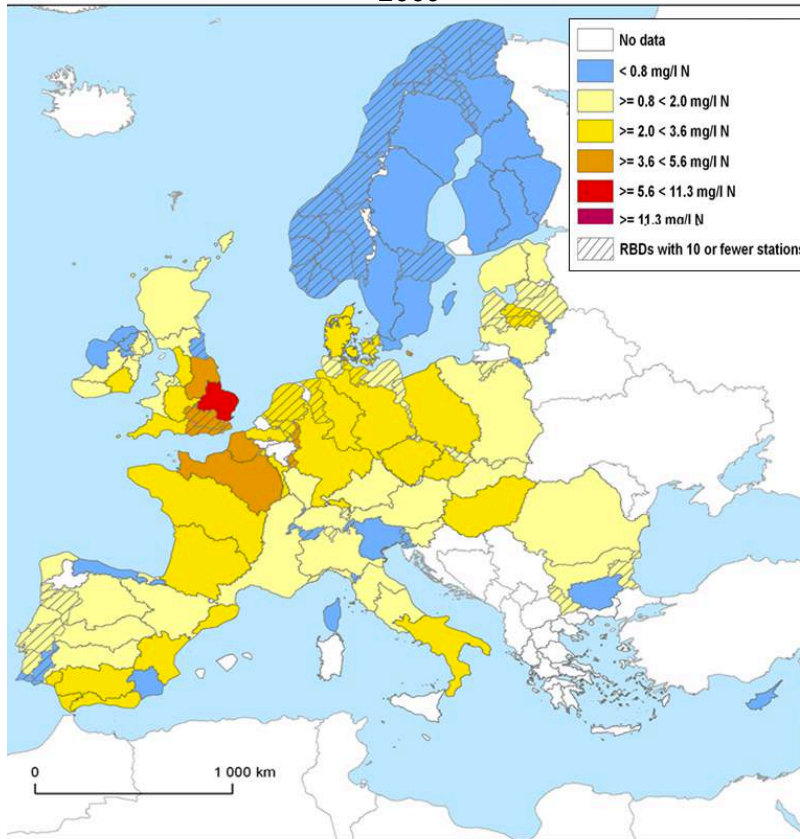 No data
< 0.8 mg/l N
>= 0.8 < 2.0 mg/l N
>= 2.0 < 3.6 mg/l N
>= 3.6 < 5.6 mg/l N
>= 5.6 < 11.3 mg/l N
>= 11.3 mg/l N
RBDs with 10 or fewer stations
0 1 000 km